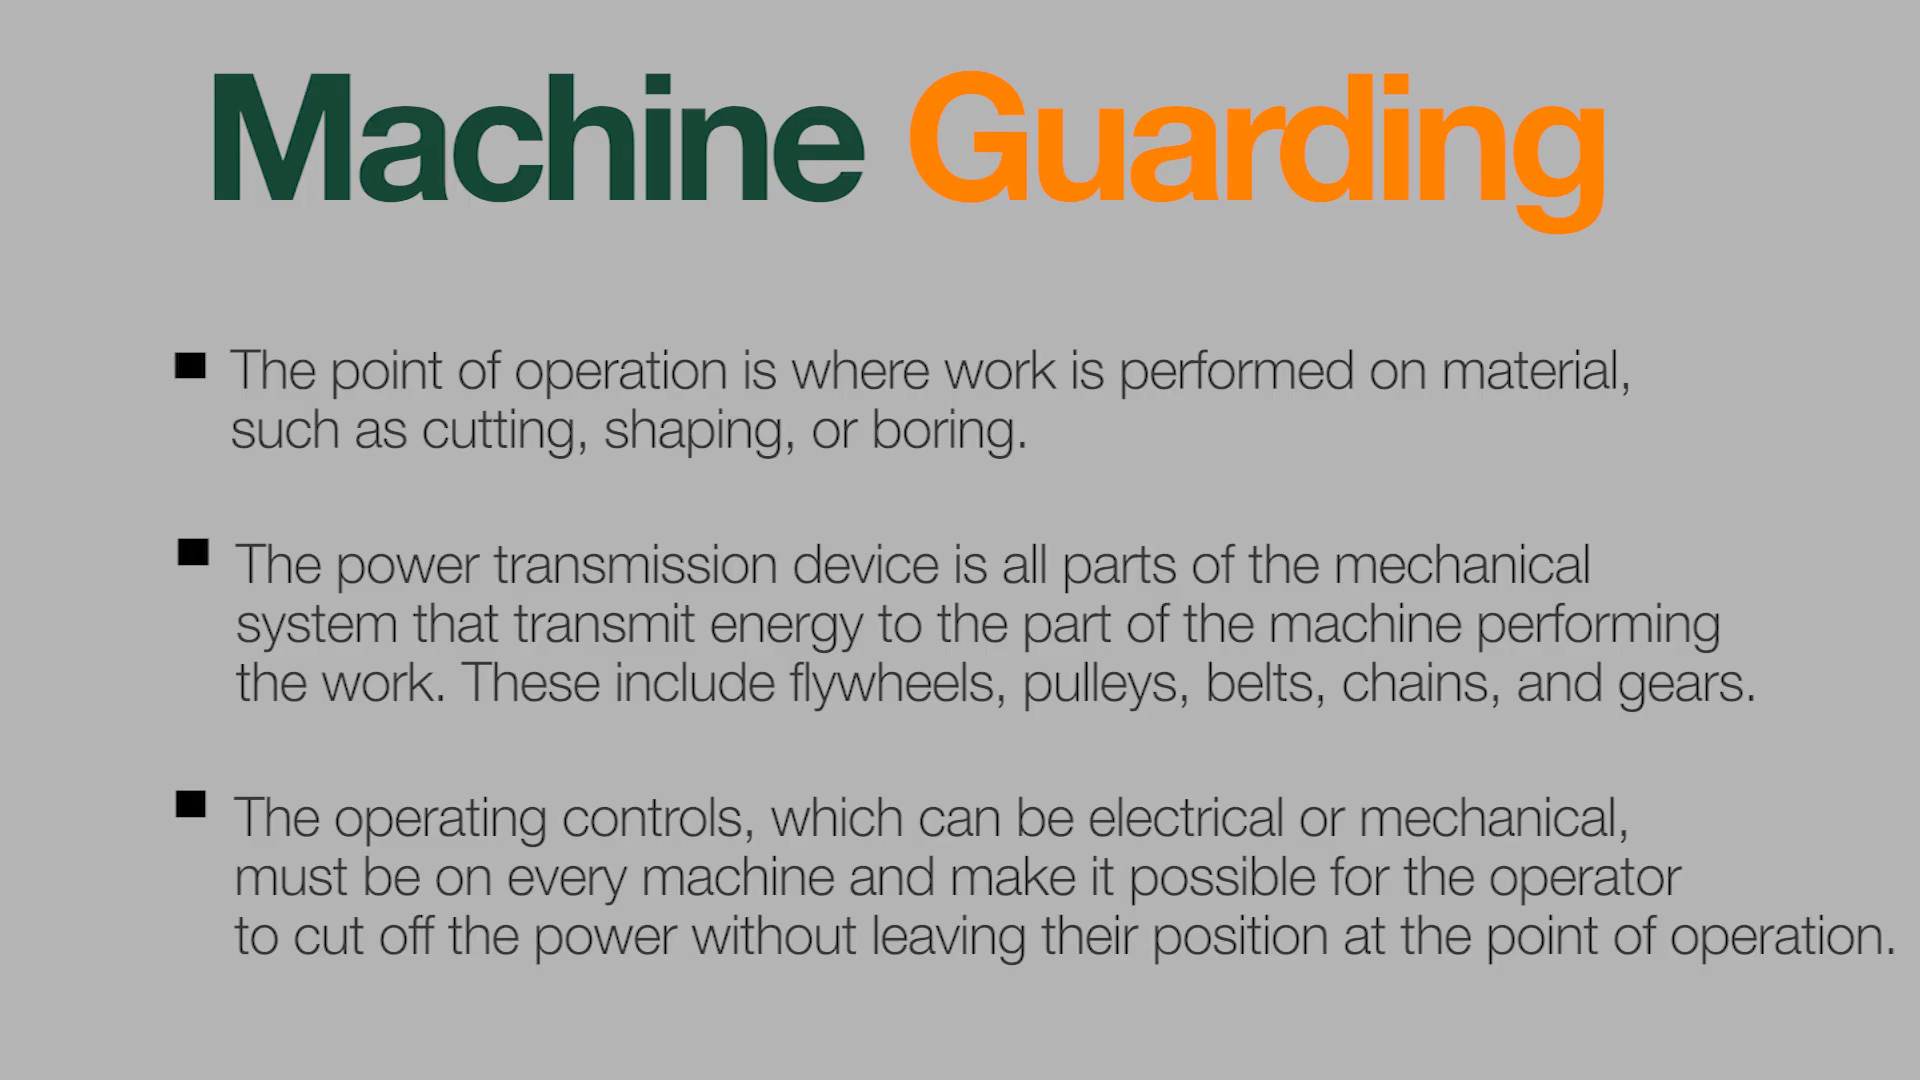 Machine Guarding
The point of operation is where work is performed on material,
such as cutting, shaping, or boring.
The power transmission device is all parts of the mechanical
system that transmit energy to the part of the machine performing
the work. These include flywheels, pulleys, belts, chains, and gears.
The operating controls, which can be electrical or mechanical,
must be on every machine and make it possible for the operator
to cut off the power without leaving their position at the point of operation.